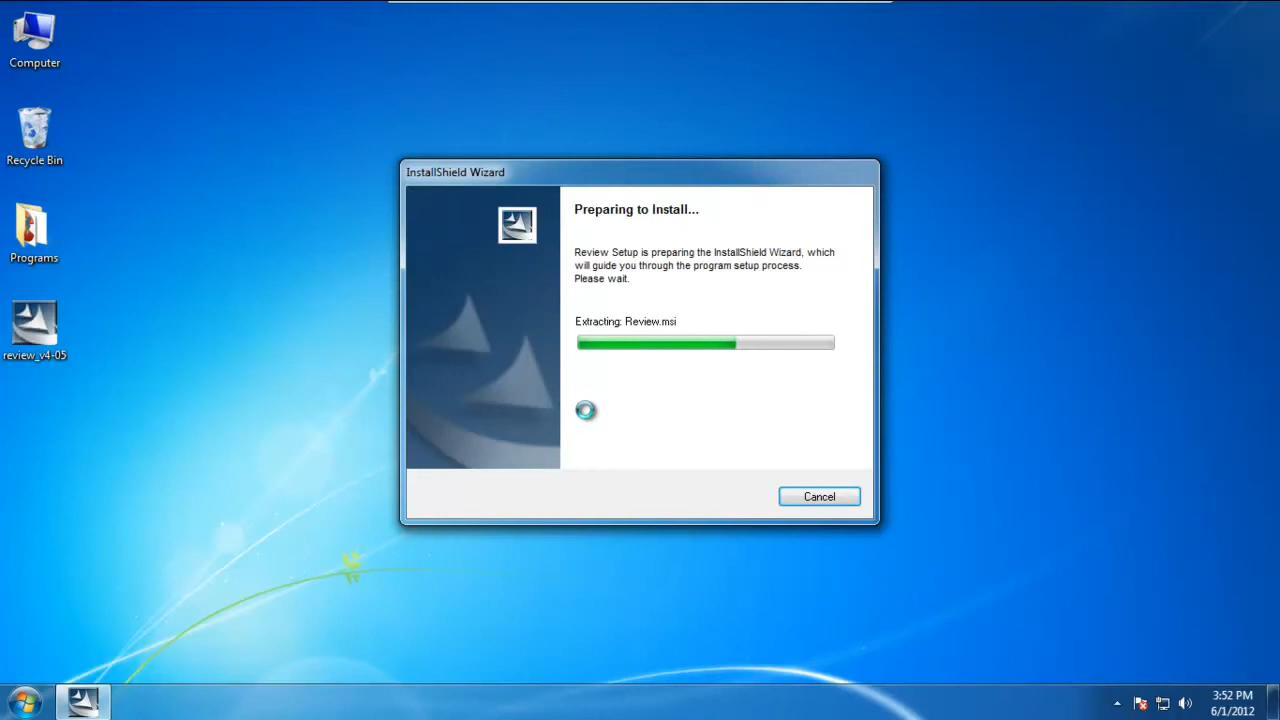 Computer
Recycle Bin
Programs
review_v4-05
InstallShield Wizard
Preparing to Install...
Review Setup is preparing the InstallShield Wizard, which
will guide you through the program setup process.
Please wait.
Extracting: Review.msi
Cancel
3:52 PM
6/1/2012